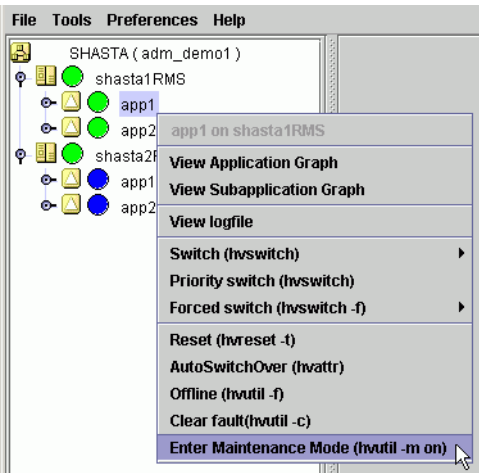 File Tools Preferences Help
SHASTA ( adm_demo1 )
shasta1RMS
app1
app2
app1 on shasta1RMS
View Application Graph
shasta2
app1
View Subapplication Graph
app2
View logfile
Switch (hvswitch)
Priority switch (hvswitch)
Forced switch (hvswitch -f)
Reset (hvreset -t)
AutoSwitchOver (hvattr)
Offline (hvutil -f)
Clear fault(hvutil -c)
Enter Maintenance Mode (hvutil -m on)